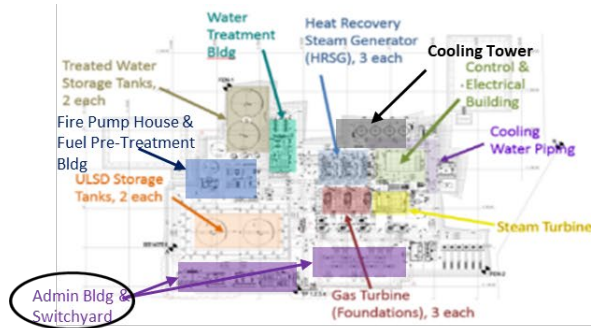 Water
Treatment
Bldg
Heat Recovery
Steam Generator
(HRSG), 3 each
Cooling Tower
Control &
Electrical
Building
Treated Water
Storage Tanks,
2 each
Fire Pump House &
Fuel Pre-Treatment
Bldg
Cooling
Water Piping
ULSD Storage
Tanks, 2 each
Steam Turbine
Admin Bldg &
Switchyard
Gas Turbine
(Foundations), 3 each